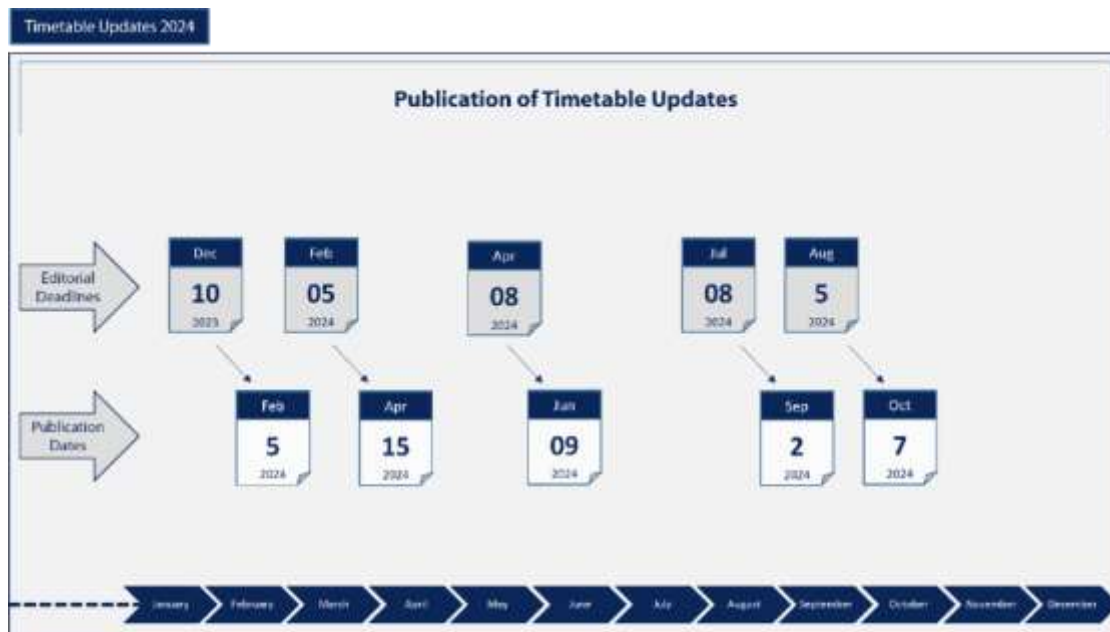 Timetable Updates 2024
Publication of Timetable Updates
Editorial
Deadlines
Dec
10
2023
Feb
05
2024
Apr
08
2024
Jul
08
2024
Aug
5
2024
Publication
Dates
Feb
5
2024
Apr
15
2024
Jun
09
2024
Sep
2
2024
Oct
7
2024
January
February
March
April
May
June
July
August
September
October
November
December